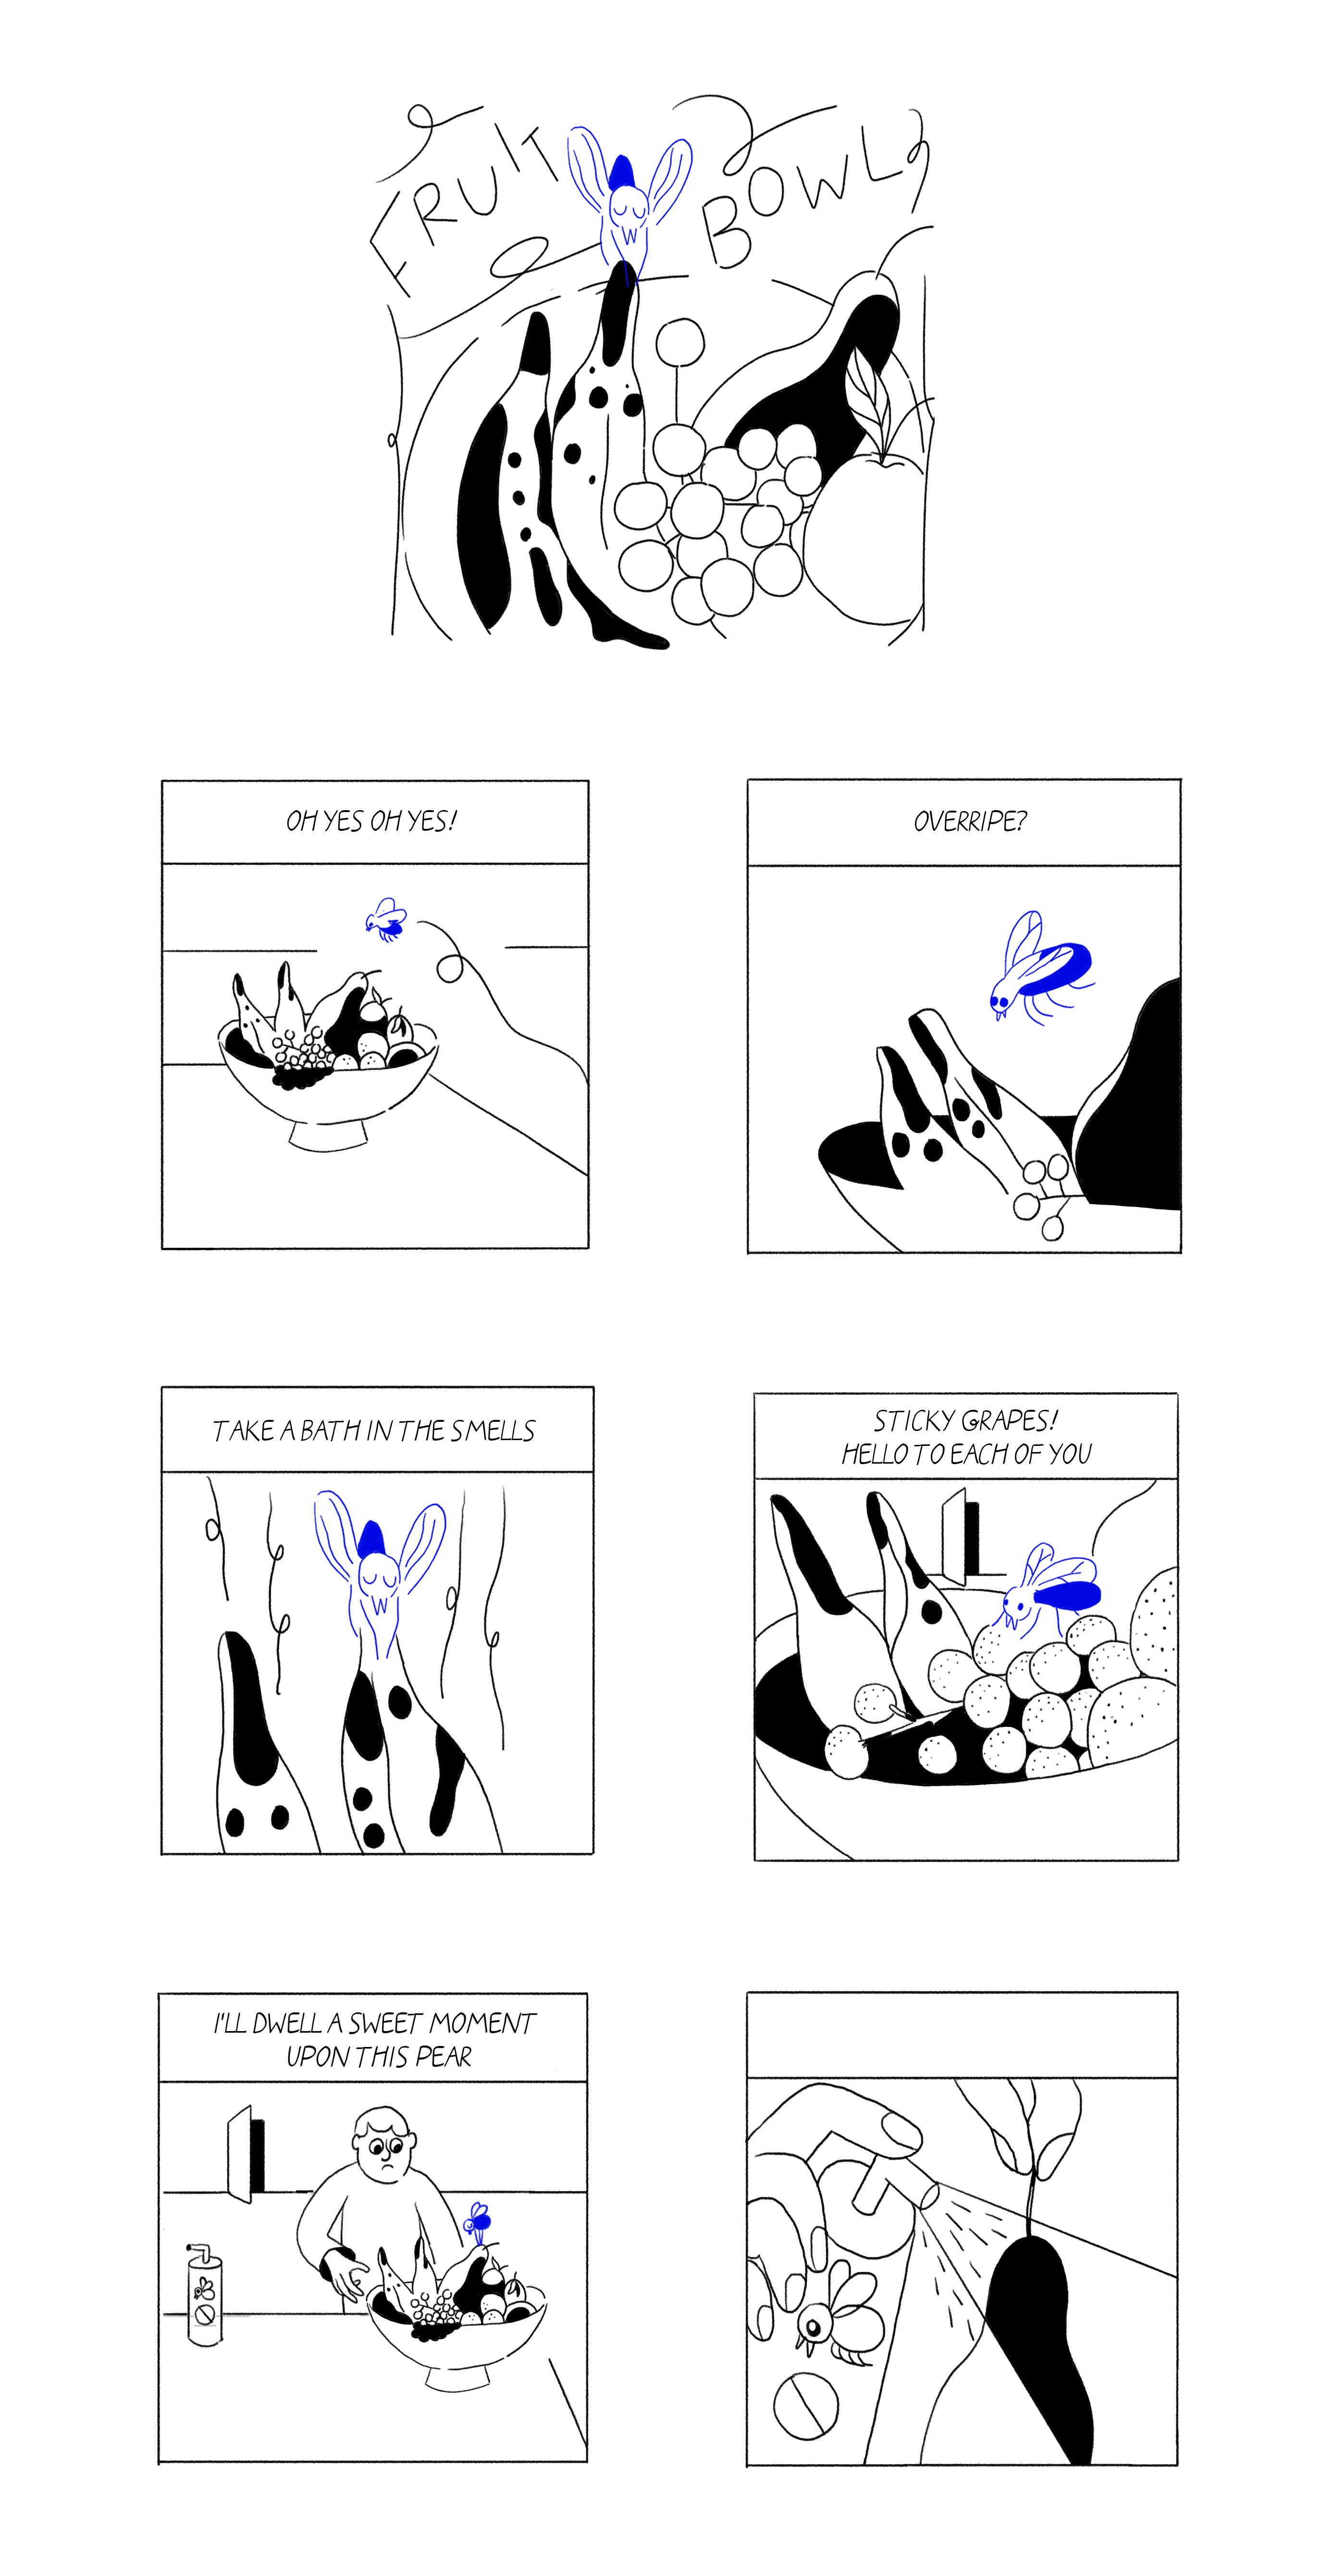 FRUIT BOWL
OH YES OH YES!
OVERRIPE?
TAKE A BATH IN THE SMELLS
STICKY GRAPES!
HELLO TO EACH OF YOU
I'LL DWELL A SWEET MOMENT
UPON THIS PEAR